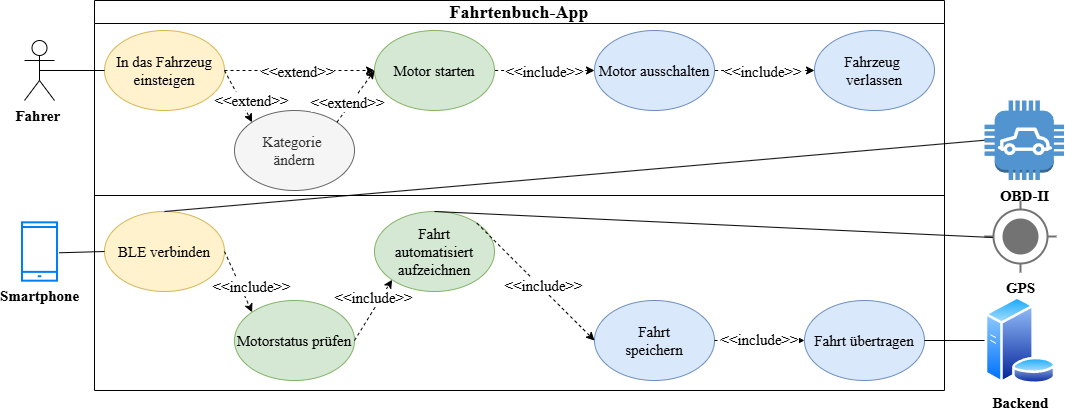 Fahrtenbuch-App
In das Fahrzeug
einsteigen
<<extend>>
Motor starten
<<include>>
Motor ausschalten
<<include>>
Fahrzeug
verlassen
Fahrer
<<extend>>
<<extend>>
Kategorie
ändern
OBD-II
BLE verbinden
Fahrt
automatisiert
aufzeichnen
Smartphone
<<include>>
<<include>>
<<include>>
GPS
Motorstatus prüfen
Fahrt
speichern
<<include>>
Fahrt übertragen
Backend